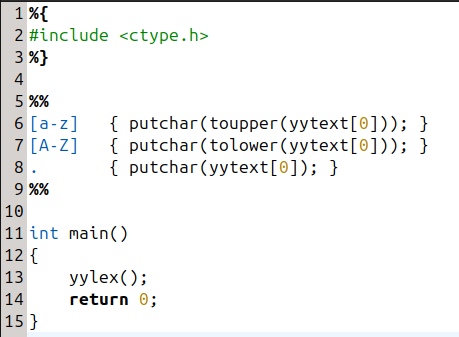 1 %{
2 #include <ctype.h>
3 %}
4
5 %%
6 [a-z]   { putchar(toupper(yytext[0])); }
7 [A-Z]   { putchar(tolower(yytext[0])); }
8 .       { putchar(yytext[0]); }
9 %%
10
11 int main()
12 {
13     yylex();
14     return 0;
15 }